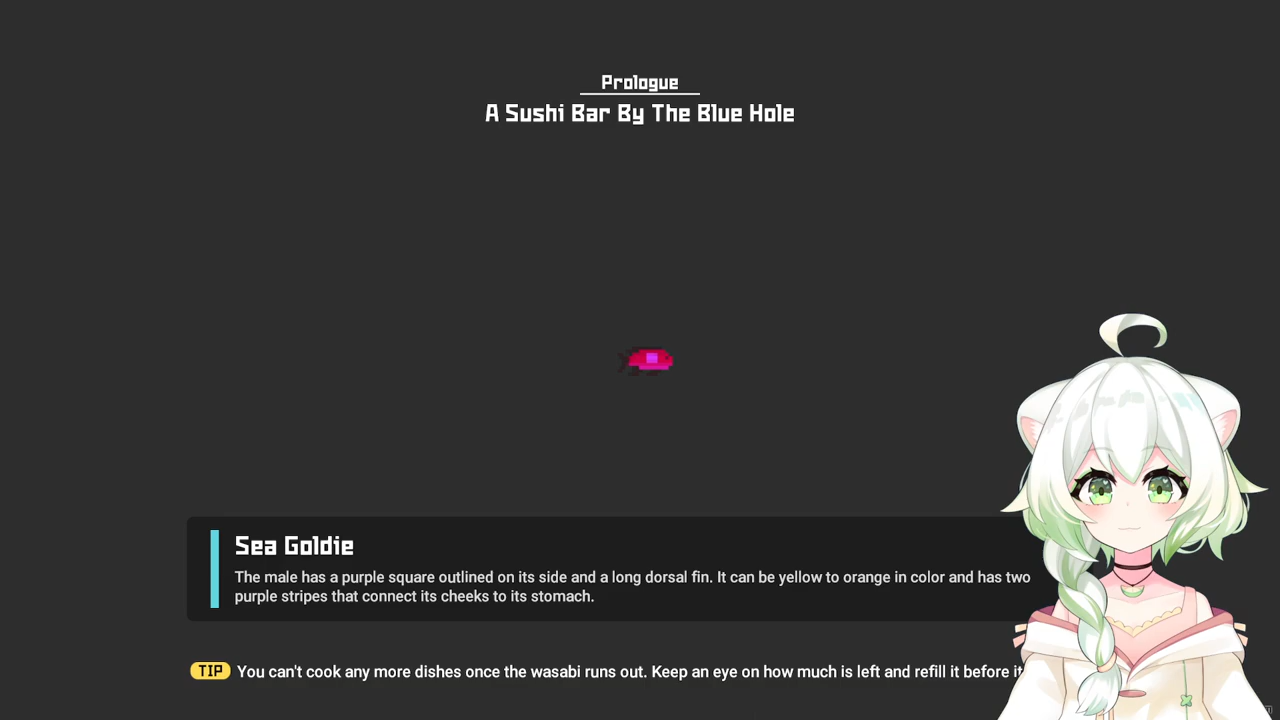 Prologue
A Sushi Bar By The Blue Hole
Sea Goldie
The male has a purple square outlined on its side and a long dorsal fin. It can be yellow to orange in color and has two
purple stripes that connect its cheeks to its stomach.
TIP You can't cook any more dishes once the wasabi runs out. Keep an eye on how much is left and refill it before it